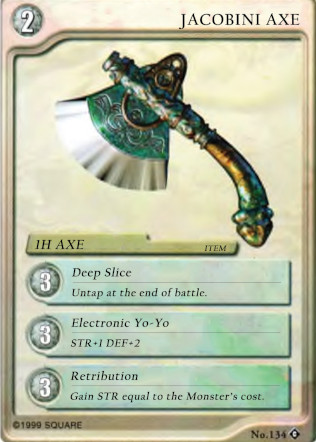 2
JACOBINI AXE
1H AXE
ITEM
3
Deep Slice
Untap at the end of battle.
3
Electronic Yo-Yo
STR+1 DEF+2
3
Retribution
Gain STR equal to the Monster's cost.
©1999 SQUARE
No.134